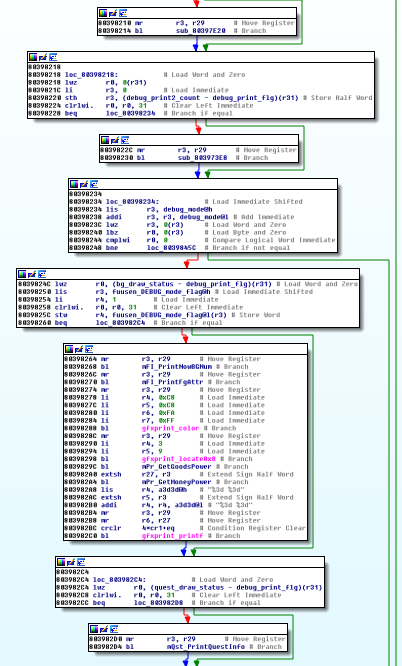 80398210 mr r3, r29 # Move Register
80398214 bl sub_80397E20 # Branch
80398218
80398218 loc_80398218: # Load Word and Zero
80398218 lwz r0, 0(r31)
8039821C li r3, 0 # Load Immediate
80398220 sth r3, (debug_print2_count - debug_print_flg)(r31) # Store Half Word
80398224 clrlwi. r0, r0, 31 # Clear Left Immediate
80398228 beq loc_80398234 # Branch if equal
8039822C mr r3, r29 # Move Register
80398230 bl sub_803973E8 # Branch
80398234
80398234 loc_80398234: # Load Immediate Shifted
80398234 lis r3, debug_mode@h
80398238 addi r3, r3, debug_mode@l # Add Immediate
8039823C lwz r3, 0(r3) # Load Word and Zero
80398240 lbz r0, 0(r3) # Load Byte and Zero
80398244 cmplwi r0, 0 # Compare Logical Word Immediate
80398248 bne loc_8039845C # Branch if not equal
8039824C lwz r0, (bg_draw_status - debug_print_flg)(r31) # Load Word and Zero
80398250 lis r3, fuusen_DEBUG_mode_flag@h # Load Immediate Shifted
80398254 li r4, 1 # Load Immediate
80398258 clrlwi. r0, r0, 31 # Clear Left Immediate
8039825C stw r4, fuusen_DEBUG_mode_flag@l(r3) # Store Word
80398260 beq loc_803982C4 # Branch if equal
80398264 mr r3, r29 # Move Register
80398268 bl mFI_PrintNowBGNum # Branch
8039826C mr r3, r29 # Move Register
80398270 bl mFI_PrintFgAttr # Branch
80398274 mr r3, r29 # Move Register
80398278 li r4, 0xC8 # Load Immediate
8039827C li r5, 0xC8 # Load Immediate
80398280 li r6, 0xFA # Load Immediate
80398284 li r7, 0xFF # Load Immediate
80398288 bl gfxprint_color # Branch
8039828C mr r3, r29 # Move Register
80398290 li r4, 3 # Load Immediate
80398294 li r5, 9 # Load Immediate
80398298 bl gfxprint_locate8x8 # Branch
8039829C bl mPr_GetGoodsPower # Branch
803982A0 extsh r27, r3 # Extend Sign Half Word
803982A4 bl mPr_GetMoneyPower # Branch
803982A8 lis r4, a3d3d@h # "%3d %3d"
803982AC extsh r5, r3 # Extend Sign Half Word
803982B0 addi r4, r4, a3d3d@l # "%3d %3d"
803982B4 mr r3, r29 # Move Register
803982B8 mr r6, r27 # Move Register
803982BC crclr 4*cr1+eq # Condition Register Clear
803982C0 bl gfxprint_printf # Branch
803982C4
803982C4 loc_803982C4: # Load Word and Zero
803982C4 lwz r0, (quest_draw_status - debug_print_flg)(r31)
803982C8 clrlwi. r0, r0, 31 # Clear Left Immediate
803982CC beq loc_803982D8 # Branch if equal
803982D0 mr r3, r29 # Move Register
803982D4 bl mQst_PrintQuestInfo # Branch